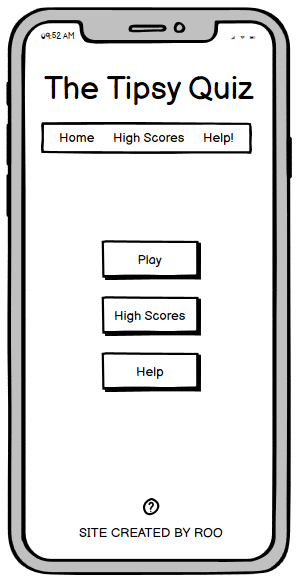 09:52 AM
The Tipsy Quiz
Home High Scores Help!
Play
High Scores
Help
?
SITE CREATED BY ROO